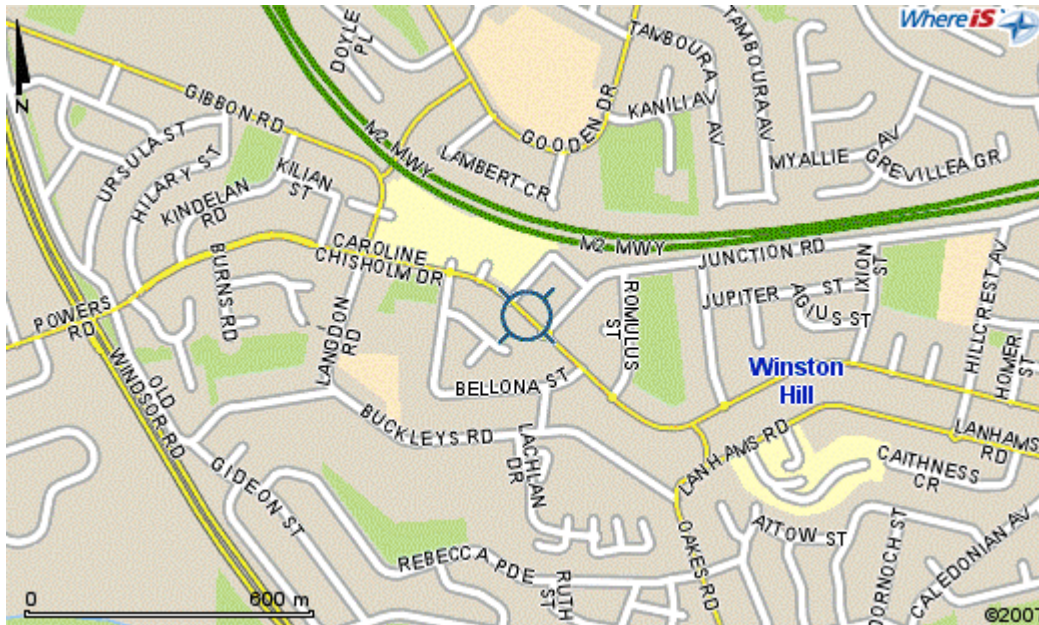 WhereiS
N
DOYLE PL
TAMBOURA AV
TAMBOURA AV
GIBBON RD
M2 MWY
GOODEN DR
KANILI AV
LAMBERT CR
MYALLIE AV
GREVILLEA GR
URSULA ST
HILARY ST
KINDELAN RD
KILIAN ST
BURNS RD
CAROLINE
CHISHOLM DR
M2 MWY
JUNCTION RD
IXION ST
JUPITER ST
ROMULUS ST
HILLCREST AV
HOMER ST
POWERS RD
LANGDON RD
OLD
WINDSOR RD
BELLONA ST
Winston
Hill
BUCKLEYS RD
LACHLAN DR
LANHAMS RD
LANHAMS RD
CAITHNESS CR
GIDEON ST
ATTOW ST
OAKES RD
DORNOCH ST
CALEDONIAN AV
REBECCA PDE
RUTH ST
0
600 m
©2007